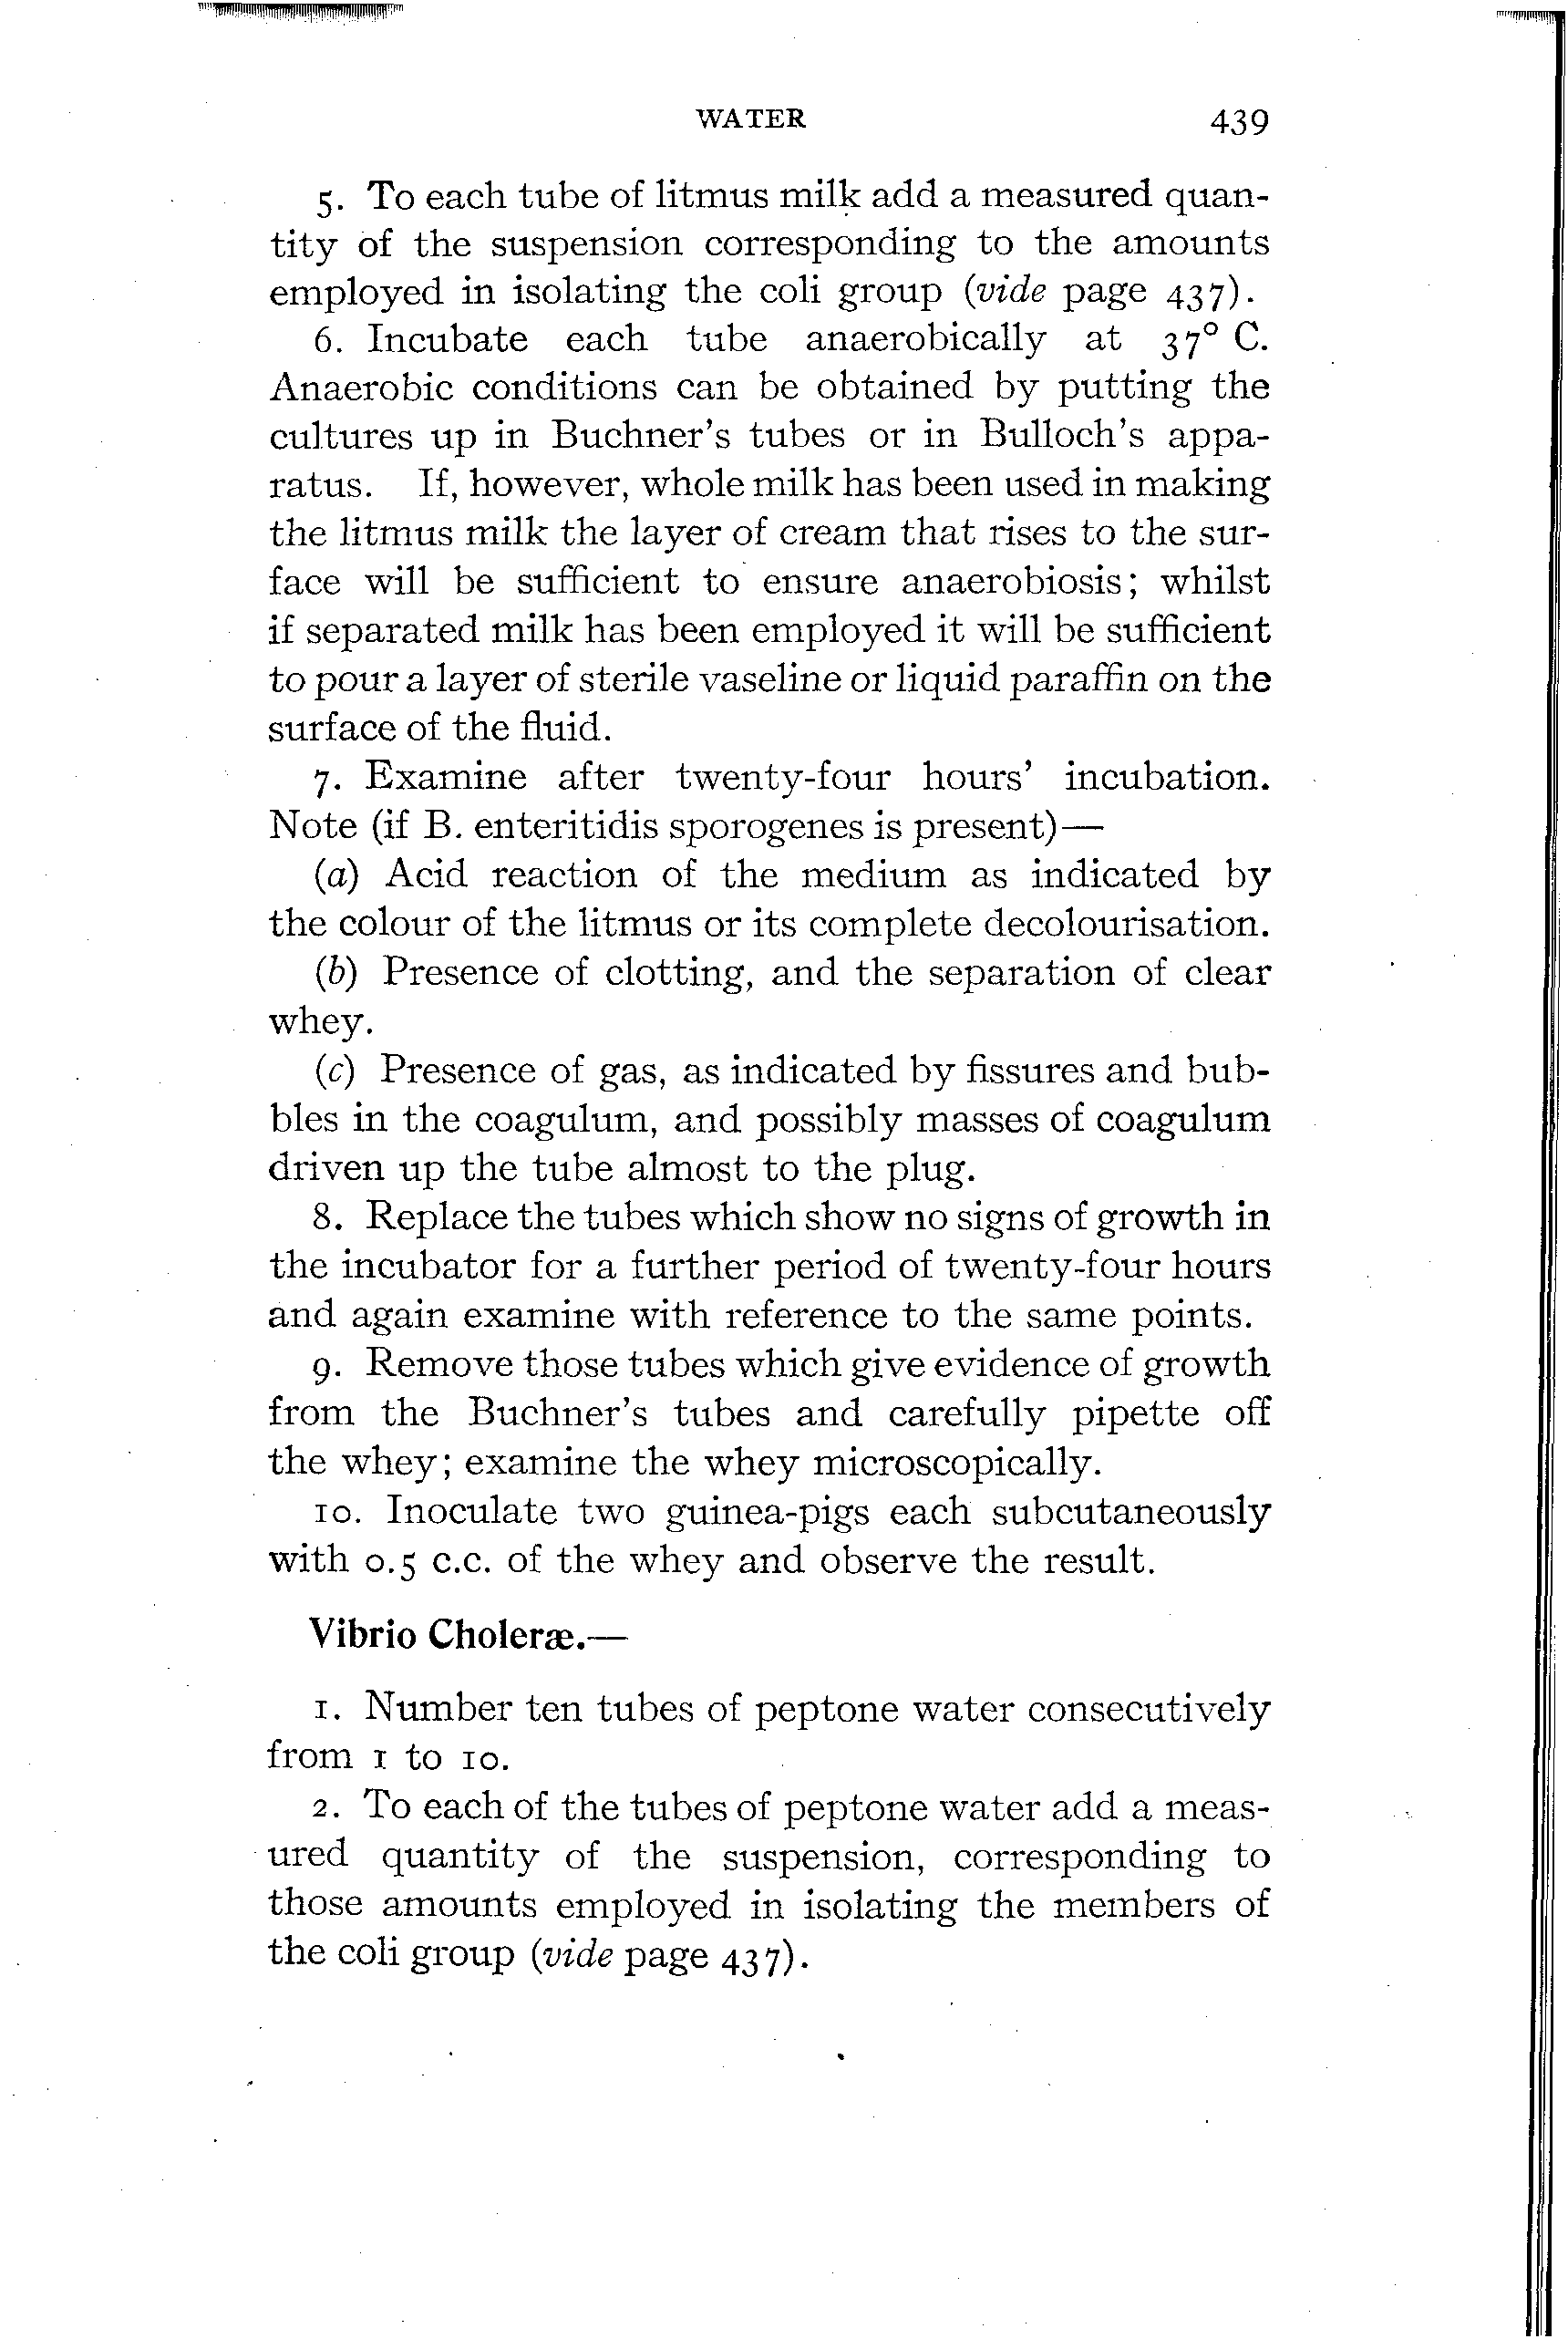 WATER 439
5. To each tube of litmus milk add a measured quan-
tity of the suspension corresponding to the amounts
employed in isolating the coli group (vide page 437).
6. Incubate each tube anaerobically at 37° C.
Anaerobic conditions can be obtained by putting the
cultures up in Buchner's tubes or in Bulloch's appa-
ratus. If, however, whole milk has been used in making
the litmus milk the layer of cream that rises to the sur-
face will be sufficient to ensure anaerobiosis; whilst
if separated milk has been employed it will be sufficient
to pour a layer of sterile vaseline or liquid paraffin on the
surface of the fluid.
7. Examine after twenty-four hours' incubation.
Note (if B. enteritidis sporogenes is present)—
(a) Acid reaction of the medium as indicated by
the colour of the litmus or its complete decolourisation.
(b) Presence of clotting, and the separation of clear
whey.
(c) Presence of gas, as indicated by fissures and bub-
bles in the coagulum, and possibly masses of coagulum
driven up the tube almost to the plug.
8. Replace the tubes which show no signs of growth in
the incubator for a further period of twenty-four hours
and again examine with reference to the same points.
9. Remove those tubes which give evidence of growth
from the Buchner's tubes and carefully pipette off
the whey; examine the whey microscopically.
10. Inoculate two guinea-pigs each subcutaneously
with 0.5 c.c. of the whey and observe the result.
Vibrio Choleræ.—
1. Number ten tubes of peptone water consecutively
from 1 to 10.
2. To each of the tubes of peptone water add a meas-
ured quantity of the suspension, corresponding to
those amounts employed in isolating the members of
the coli group (vide page 437).